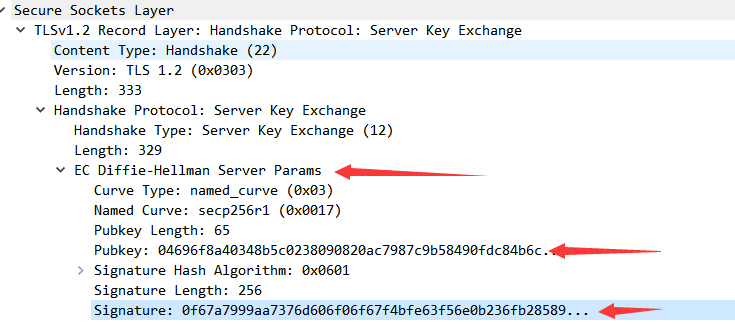 Secure Sockets Layer
TLSv1.2 Record Layer: Handshake Protocol: Server Key Exchange
Content Type: Handshake (22)
Version: TLS 1.2 (0x0303)
Length: 333
Handshake Protocol: Server Key Exchange
Handshake Type: Server Key Exchange (12)
Length: 329
EC Diffie-Hellman Server Params
Curve Type: named_curve (0x03)
Named Curve: secp256r1 (0x0017)
Pubkey Length: 65
Pubkey: 04696f8a40348b5c0238090820ac7987c9b58490fdc84b6c...
Signature Hash Algorithm: 0x0601
Signature Length: 256
Signature: 0f67a7999aa7376d606f06f67f4bfe63f56e0b236fb28589...